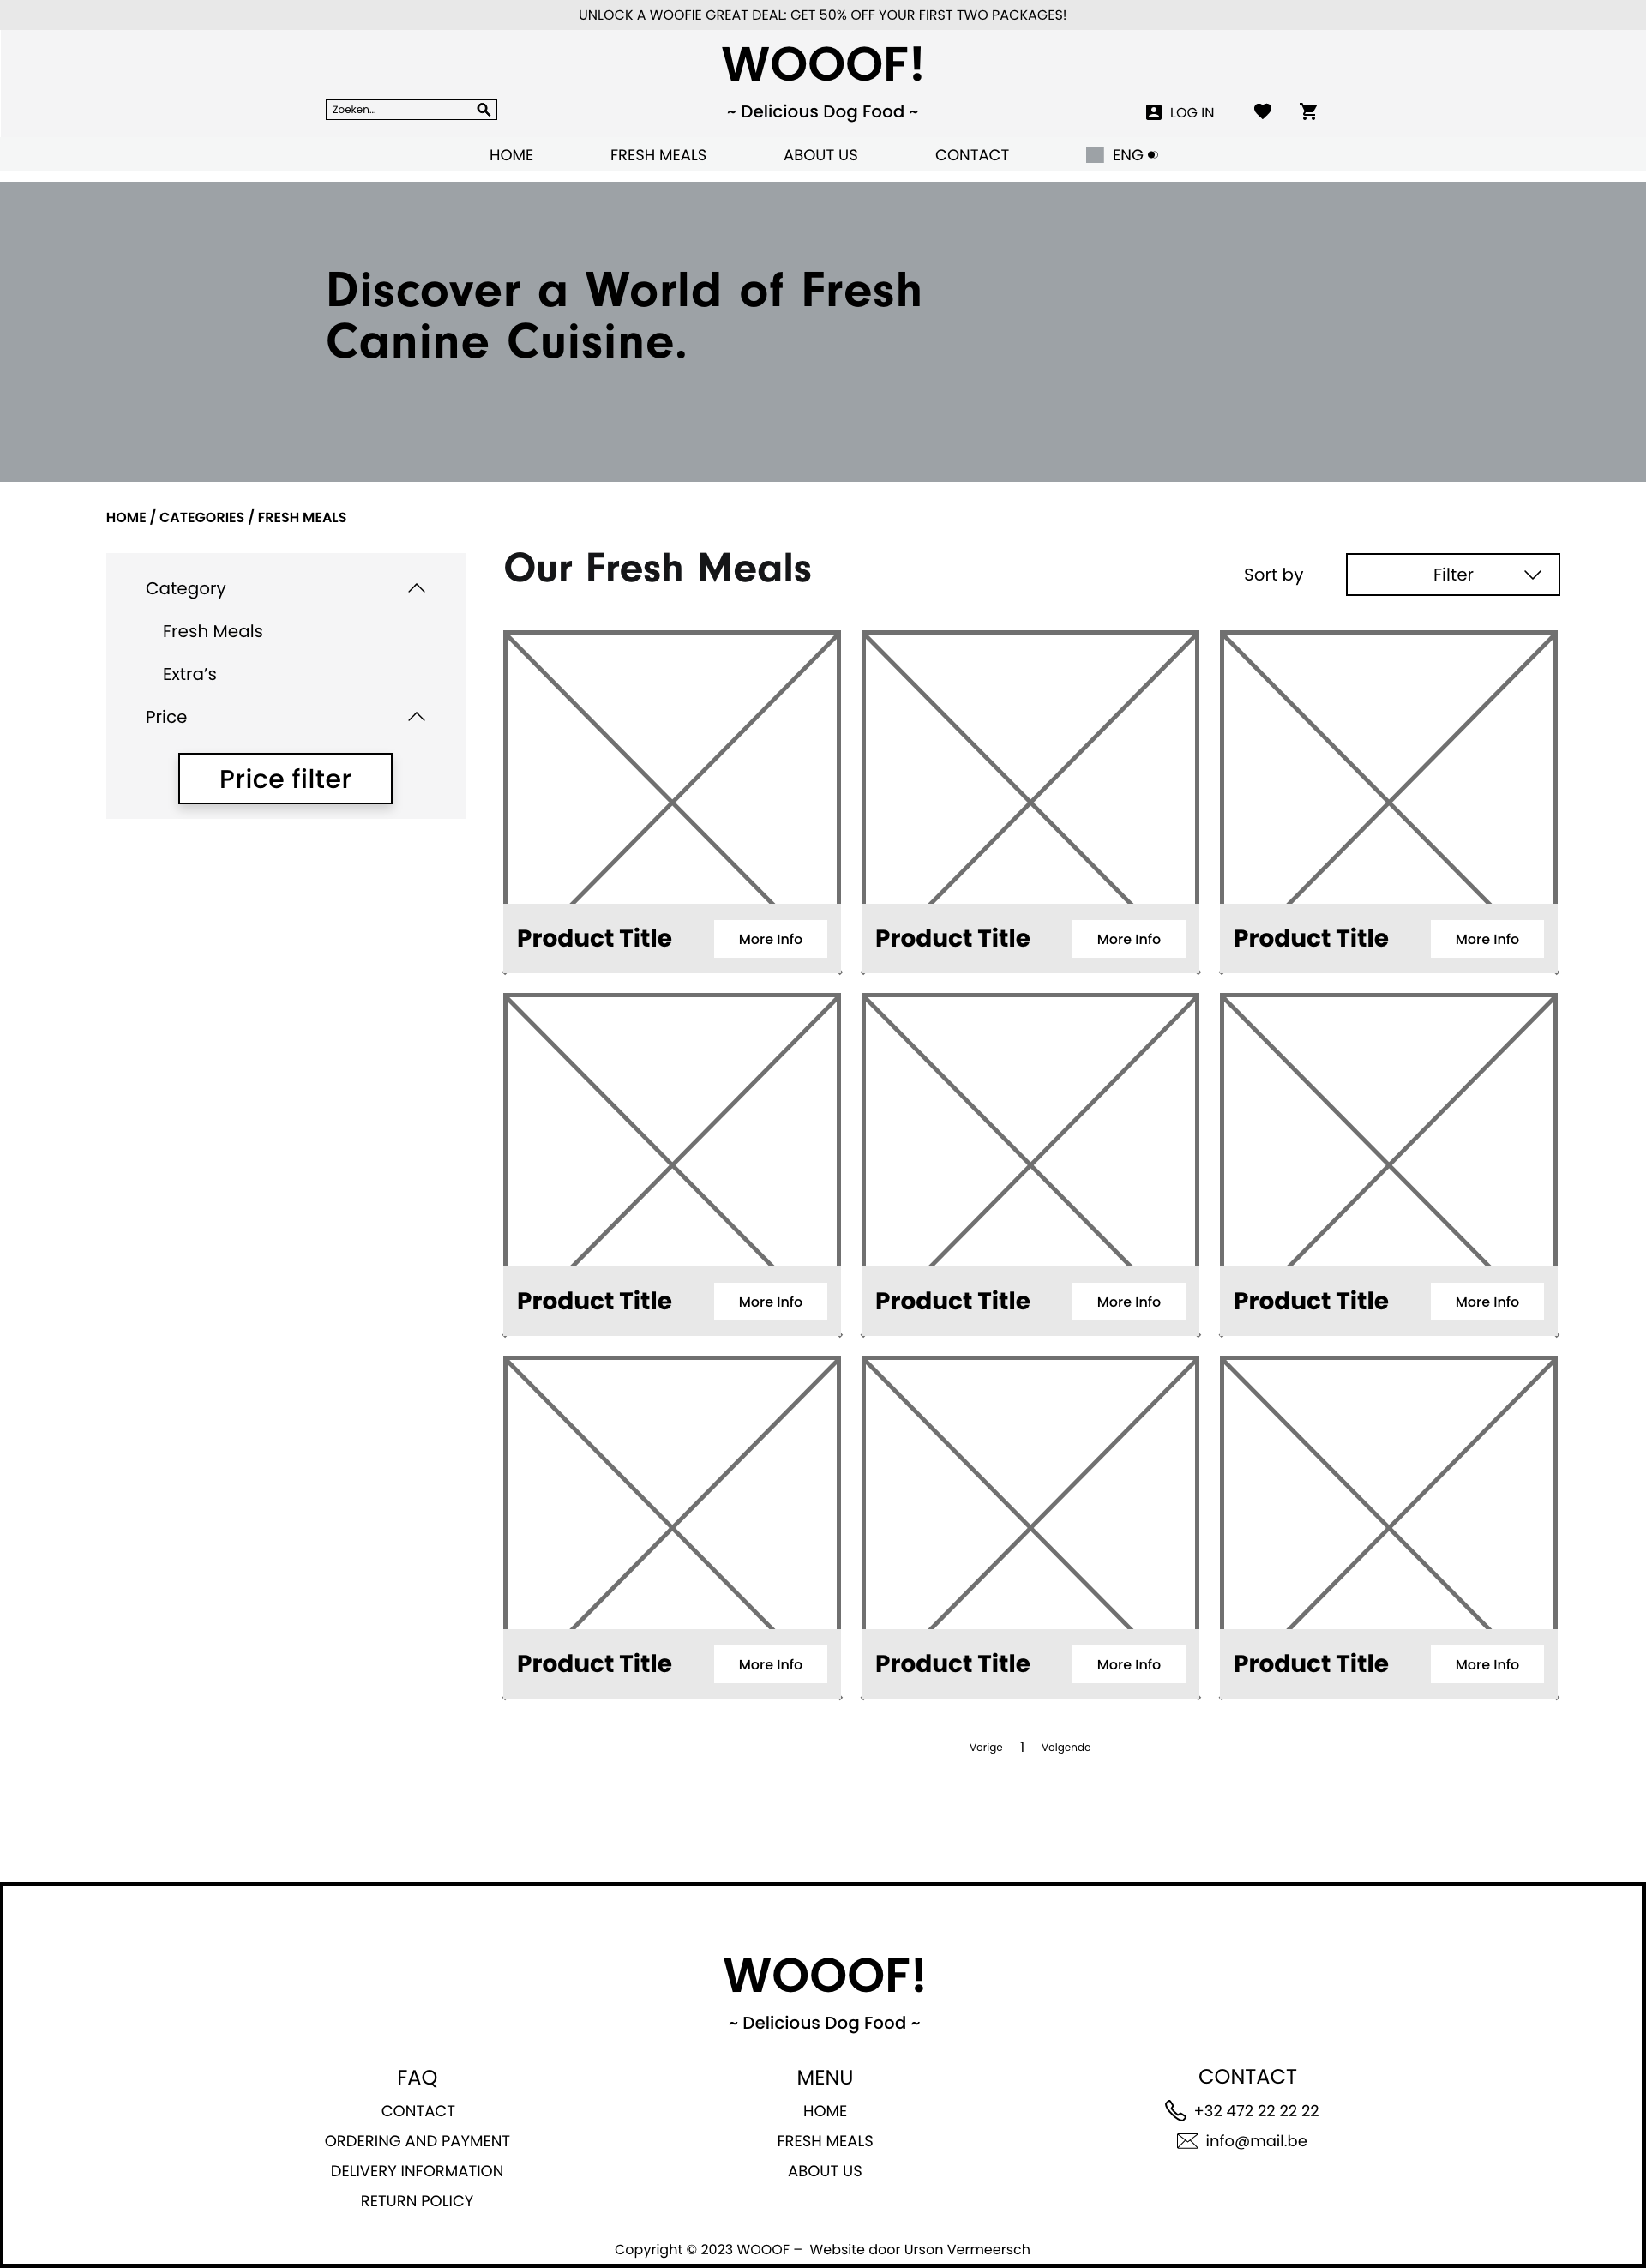 UNLOCK A WOOFIE GREAT DEAL: GET 50% OFF YOUR FIRST TWO PACKAGES!
WOOOF!
~ Delicious Dog Food ~
Zoeken...
LOG IN
HOME FRESH MEALS ABOUT US CONTACT ENG
Discover a World of Fresh
Canine Cuisine.
HOME / CATEGORIES / FRESH MEALS
Category
Fresh Meals
Extra’s
Price
Price filter
Our Fresh Meals
Sort by
Filter
Product Title More Info Product Title More Info Product Title More Info
Product Title More Info Product Title More Info Product Title More Info
Product Title More Info Product Title More Info Product Title More Info
Vorige 1 Volgende
WOOOF!
~ Delicious Dog Food ~
FAQ
CONTACT
ORDERING AND PAYMENT
DELIVERY INFORMATION
RETURN POLICY
MENU
HOME
FRESH MEALS
ABOUT US
CONTACT
+32 472 22 22 22
info@mail.be
Copyright © 2023 WOOOF – Website door Urson Vermeersch